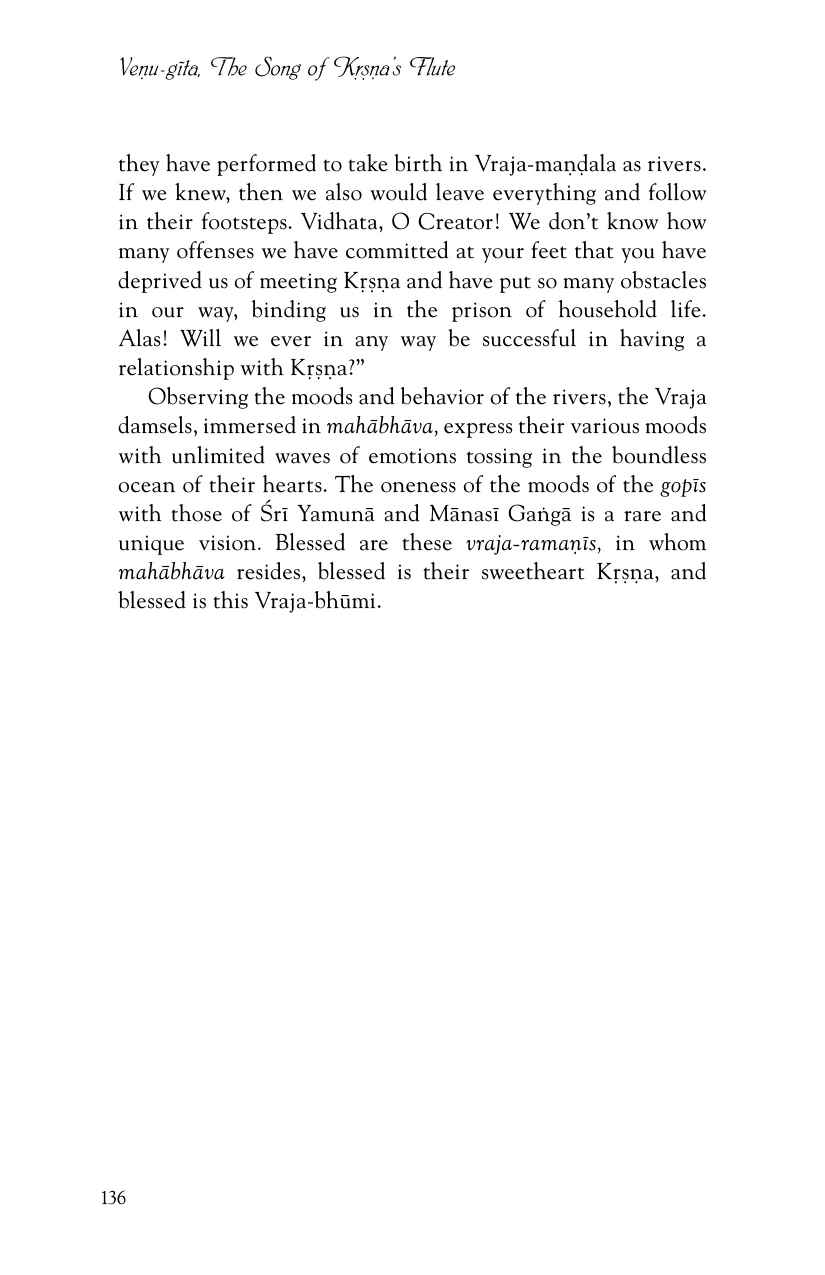 Veṇu-gīta, The Song of Kṛṣṇa's Flute
they have performed to take birth in Vraja-maṇḍala as rivers.
If we knew, then we also would leave everything and follow
in their footsteps. Vidhata, O Creator! We don’t know how
many offenses we have committed at your feet that you have
deprived us of meeting Kṛṣṇa and have put so many obstacles
in our way, binding us in the prison of household life.
Alas! Will we ever in any way be successful in having a
relationship with Kṛṣṇa?”
Observing the moods and behavior of the rivers, the Vraja
damsels, immersed in mahābhāva, express their various moods
with unlimited waves of emotions tossing in the boundless
ocean of their hearts. The oneness of the moods of the gopīs
with those of Śrī Yamunā and Mānasī Gaṅgā is a rare and
unique vision. Blessed are these vraja-ramaṇīs, in whom
mahābhāva resides, blessed is their sweetheart Kṛṣṇa, and
blessed is this Vraja-bhūmi.
136